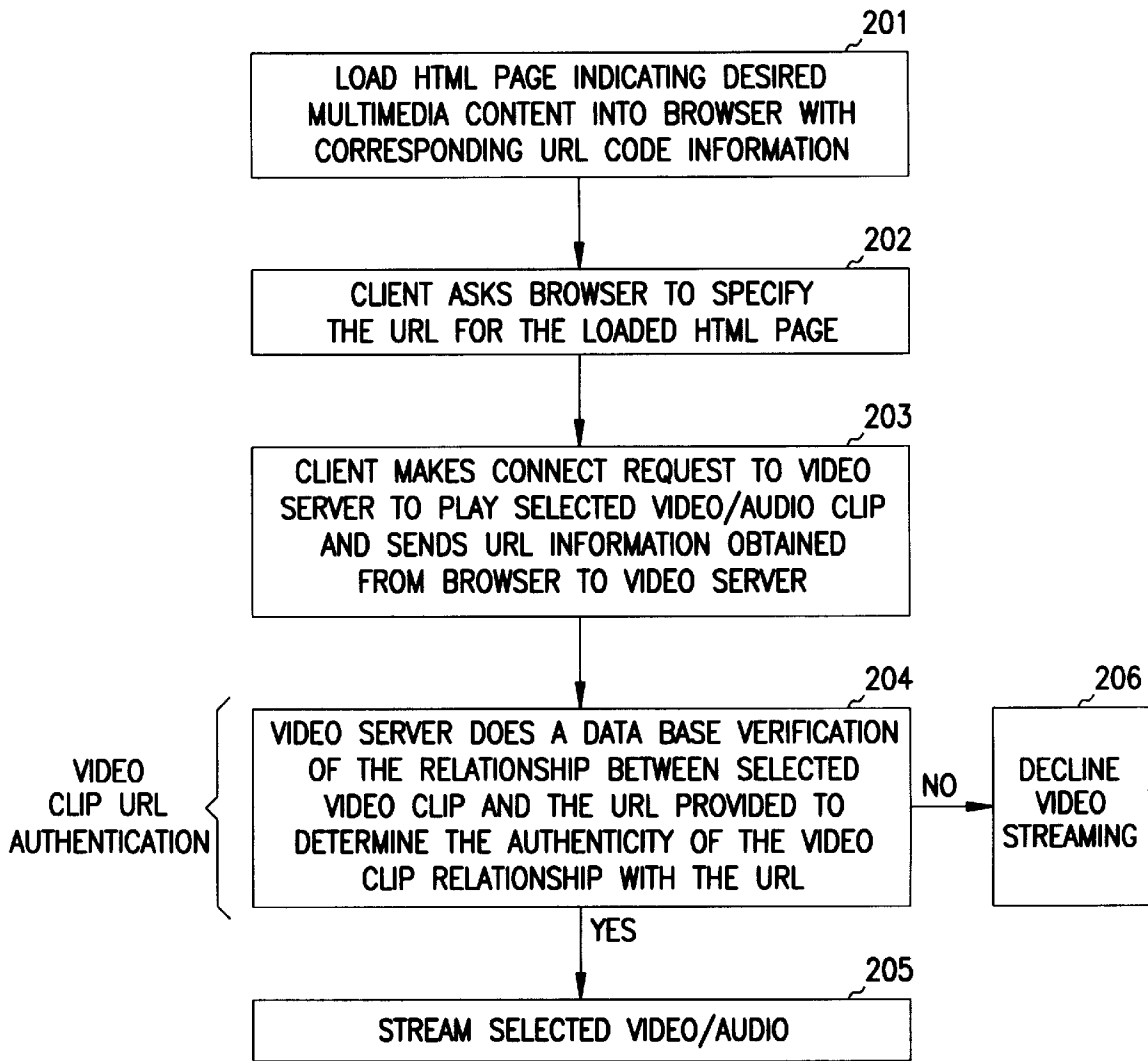 201
LOAD HTML PAGE INDICATING DESIRED
MULTIMEDIA CONTENT INTO BROWSER WITH
CORRESPONDING URL CODE INFORMATION
202
CLIENT ASKS BROWSER TO SPECIFY
THE URL FOR THE LOADED HTML PAGE
203
CLIENT MAKES CONNECT REQUEST TO VIDEO
SERVER TO PLAY SELECTED VIDEO/AUDIO CLIP
AND SENDS URL INFORMATION OBTAINED
FROM BROWSER TO VIDEO SERVER
VIDEO
CLIP URL
AUTHENTICATION
204
VIDEO SERVER DOES A DATA BASE VERIFICATION
OF THE RELATIONSHIP BETWEEN SELECTED
VIDEO CLIP AND THE URL PROVIDED TO
DETERMINE THE AUTHENTICITY OF THE VIDEO
CLIP RELATIONSHIP WITH THE URL
NO
206
DECLINE
VIDEO
STREAMING
YES
205
STREAM SELECTED VIDEO/AUDIO